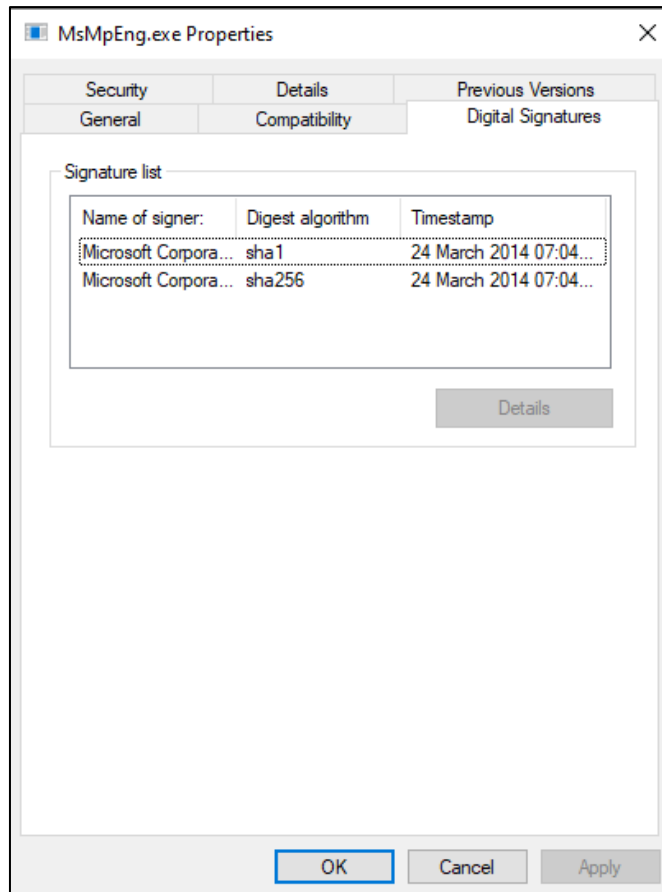 MsMpEng.exe Properties
Security Details Previous Versions
General Compatibility Digital Signatures
Signature list
Name of signer: Digest algorithm Timestamp
Microsoft Corpora... sha1 24 March 2014 07:04...
Microsoft Corpora... sha256 24 March 2014 07:04...
Details
OK Cancel Apply